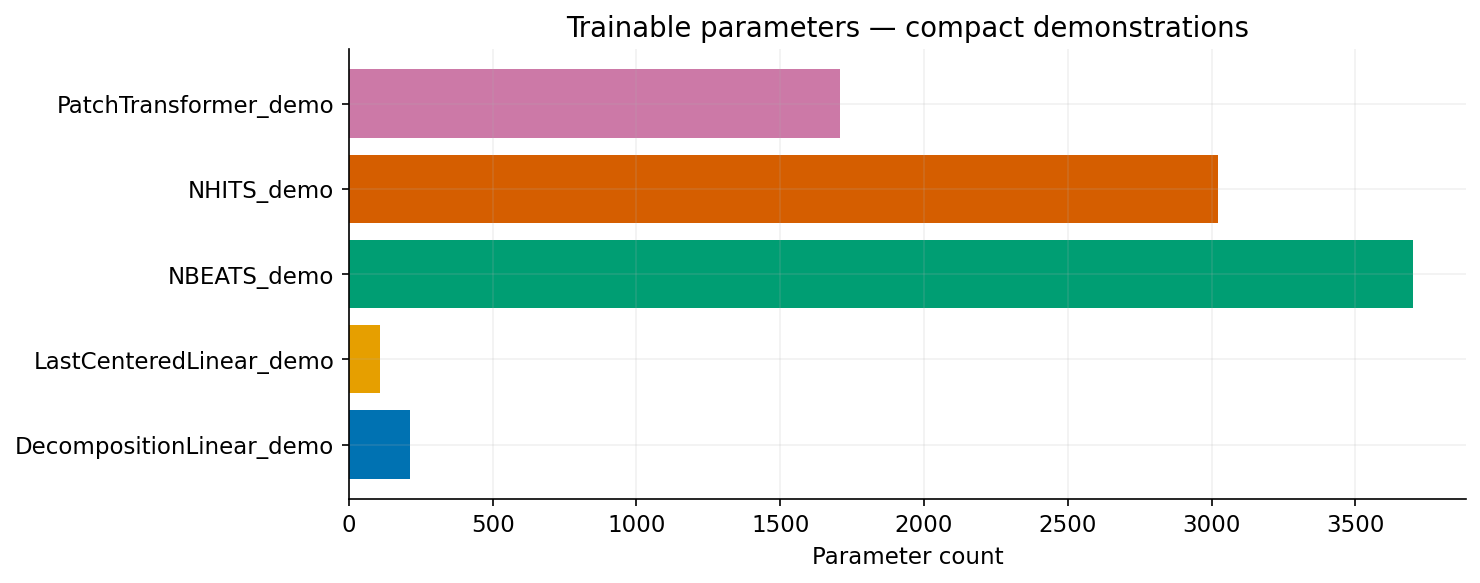 Trainable parameters — compact demonstrations
PatchTransformer_demo
NHITS_demo
NBEATS_demo
LastCenteredLinear_demo
DecompositionLinear_demo
0 500 1000 1500 2000 2500 3000 3500
Parameter count